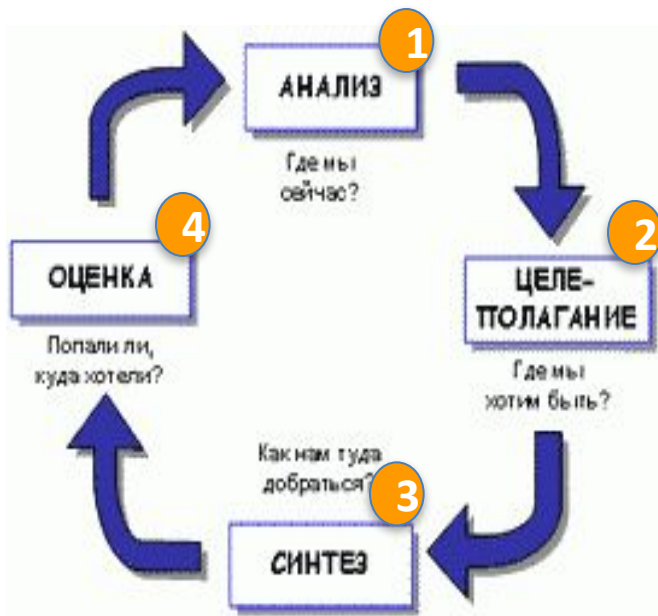 1
АНАЛИЗ
Где мы
сейчас?
2
ЦЕЛЕ-
ПОЛАГАНИЕ
Где мы
хотим быть?
Как нам туда
добраться?
3
СИНТЕЗ
4
ОЦЕНКА
Попали ли,
куда хотели?